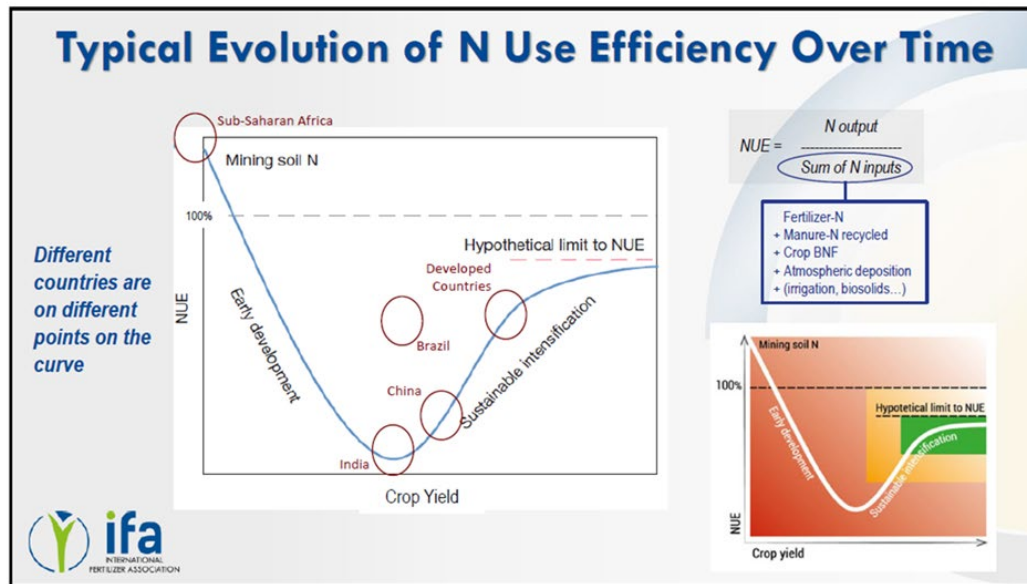 Typical Evolution of N Use Efficiency Over Time
Different
countries are
on different
points on the
curve
Sub-Saharan Africa
Mining soil N
100%
Hypothetical limit to NUE
Developed
Countries
Early development
Brazil
China
Sustainable intensification
India
NUE
Crop Yield
NUE =
N output
Sum of N inputs
Fertilizer-N
+ Manure-N recycled
+ Crop BNF
+ Atmospheric deposition
+ (irrigation, biosolids...)
Mining soil N
100%
Hypotetical limit to NUE
Early development
Sustainable intensification
NUE
Crop yield
ifa
INTERNATIONAL
FERTILIZER ASSOCIATION